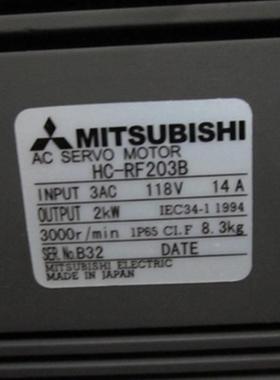 MITSUBISHI
AC SERVO MOTOR
HC-RF203B
INPUT 3AC 118V 14A
OUTPUT 2kW IEC34-1 1994
3000r/min IP65 CI.F 8.3kg
SER.No.B32 DATE
MITSUBISHI ELECTRIC
MADE IN JAPAN